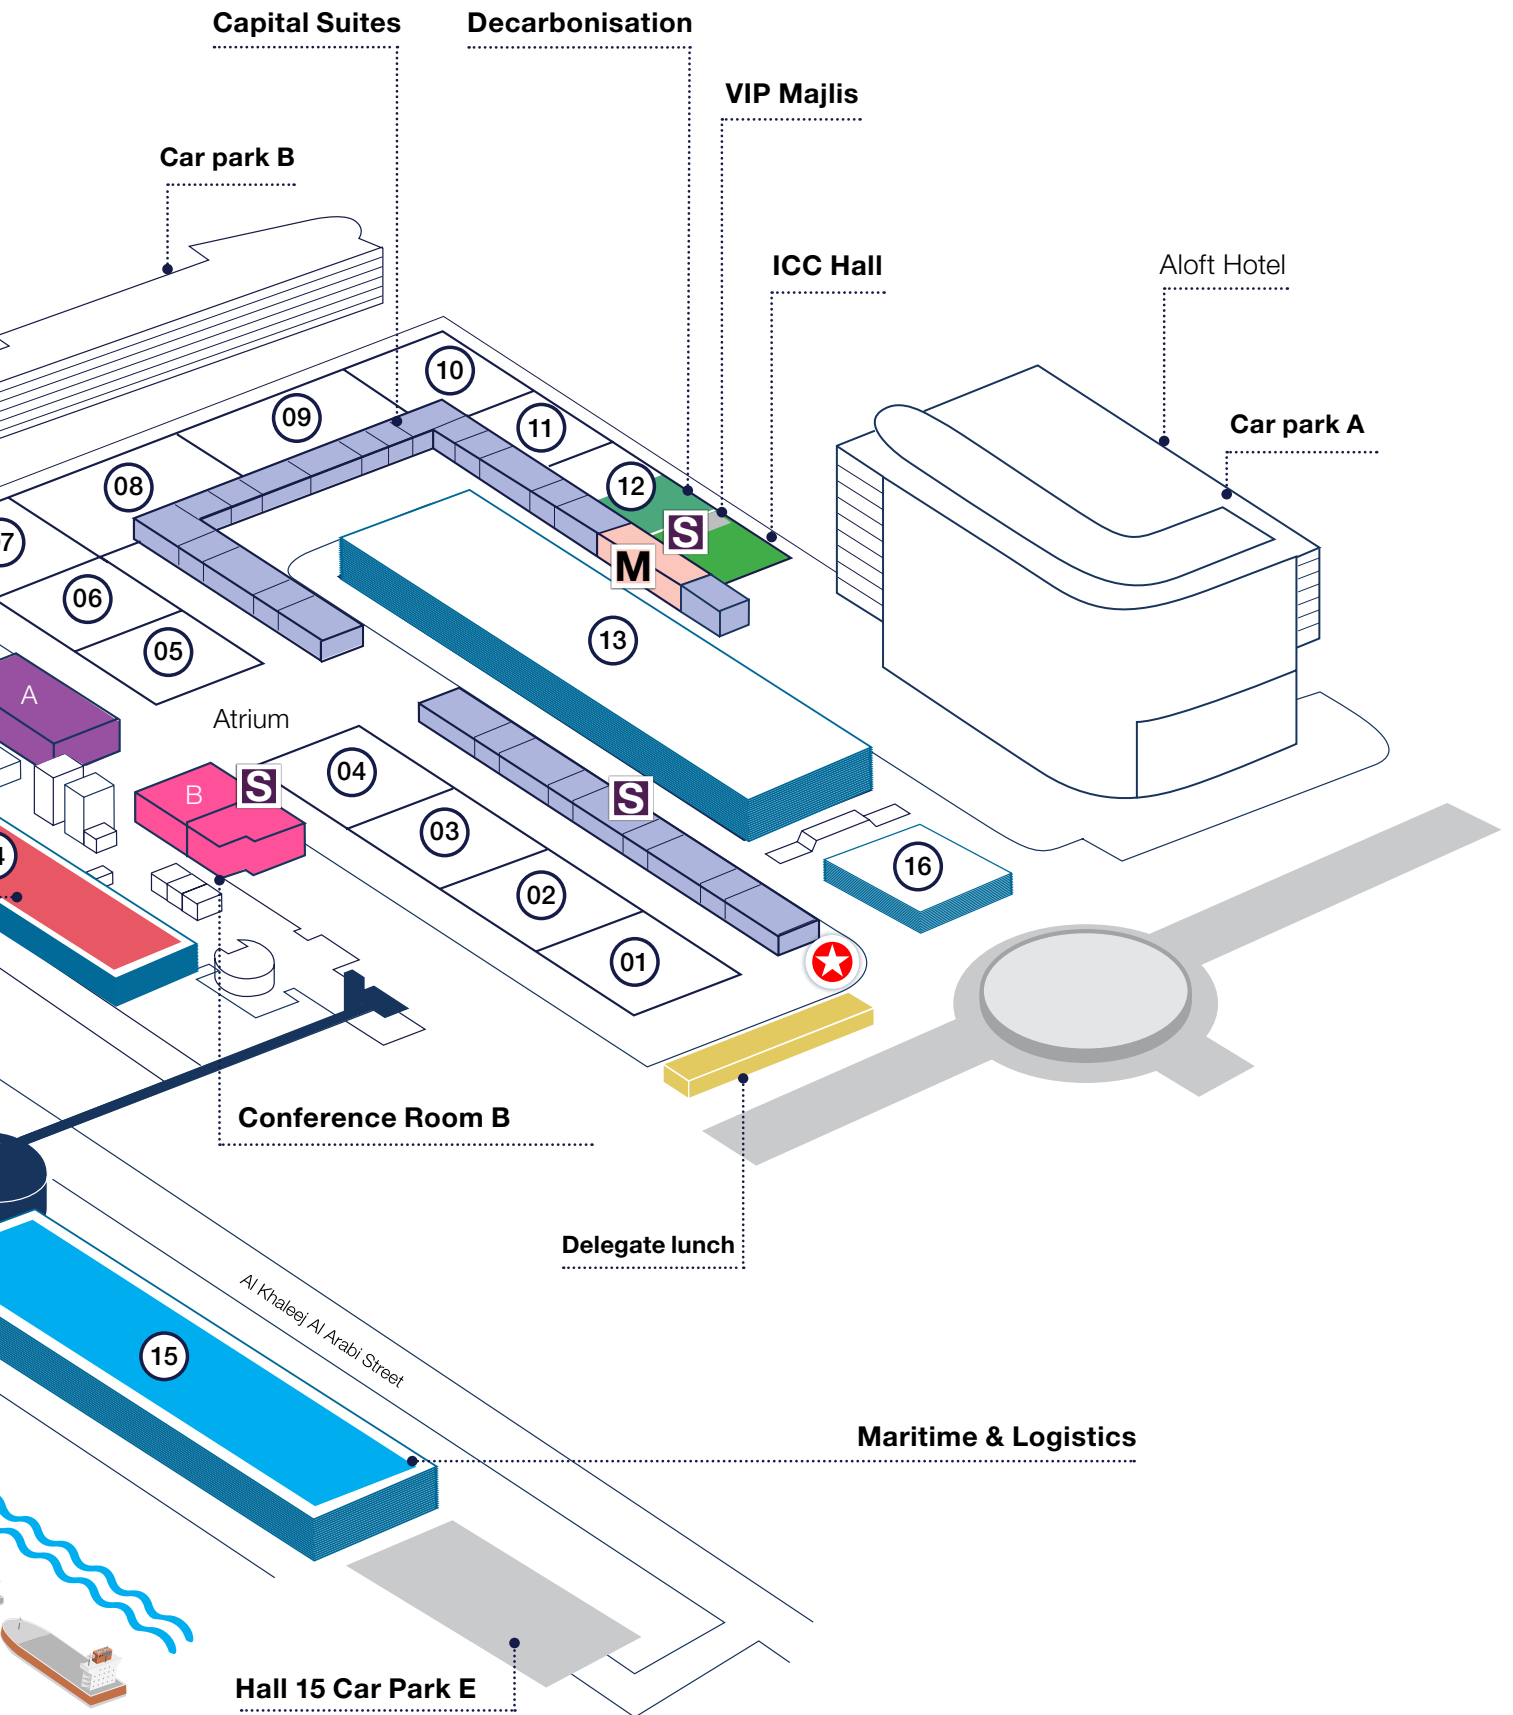 Capital Suites
Decarbonisation
VIP Majlis
Car park B
ICC Hall
Aloft Hotel
Car park A
10
09
11
08
12
S
07
M
06
13
05
A
Atrium
04
B
S
S
03
16
02
01
Conference Room B
Delegate lunch
Al Khaleej Al Arabi Street
15
Maritime & Logistics
Hall 15 Car Park E